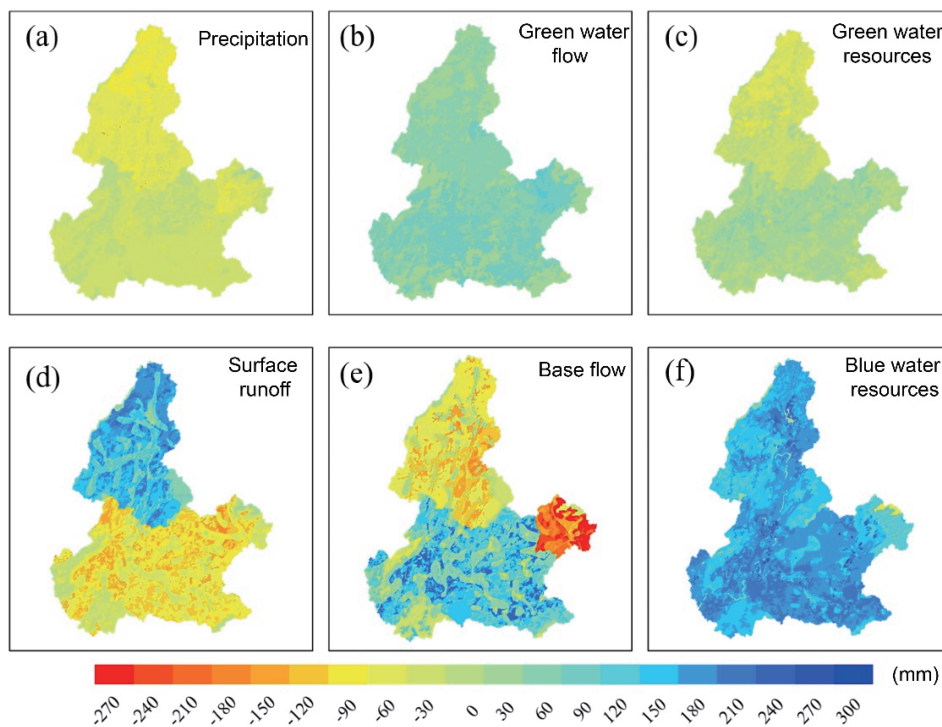 (a)
Precipitation
(b)
Green water
flow
(c)
Green water
resources
(d)
Surface
runoff
(e)
Base flow
(f)
Blue water
resources
(mm)
-270 -240 -210 -180 -150 -120 -90 -60 -30 0 30 60 90 120 150 180 210 240 270 300